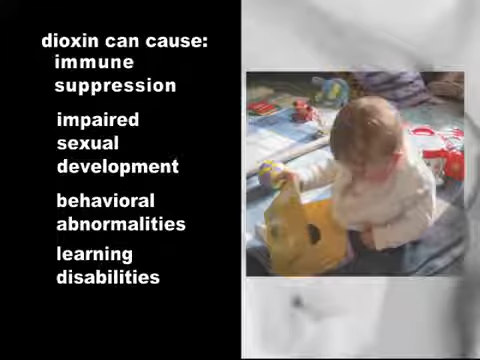 dioxin can cause:
immune
suppression
impaired
sexual
development
behavioral
abnormalities
learning
disabilities